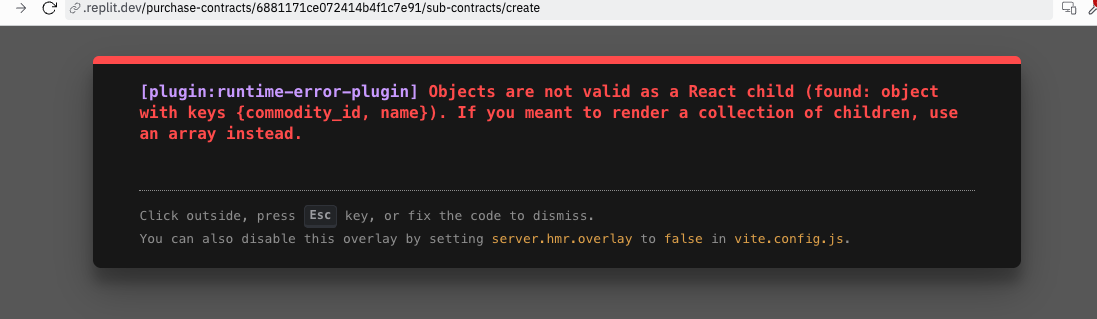 .replit.dev/purchase-contracts/6881171ce072414b4f1c7e91/sub-contracts/create
[plugin:runtime-error-plugin] Objects are not valid as a React child (found: object
with keys {commodity_id, name}). If you meant to render a collection of children, use
an array instead.
Click outside, press Esc key, or fix the code to dismiss.
You can also disable this overlay by setting server.hmr.overlay to false in vite.config.js.